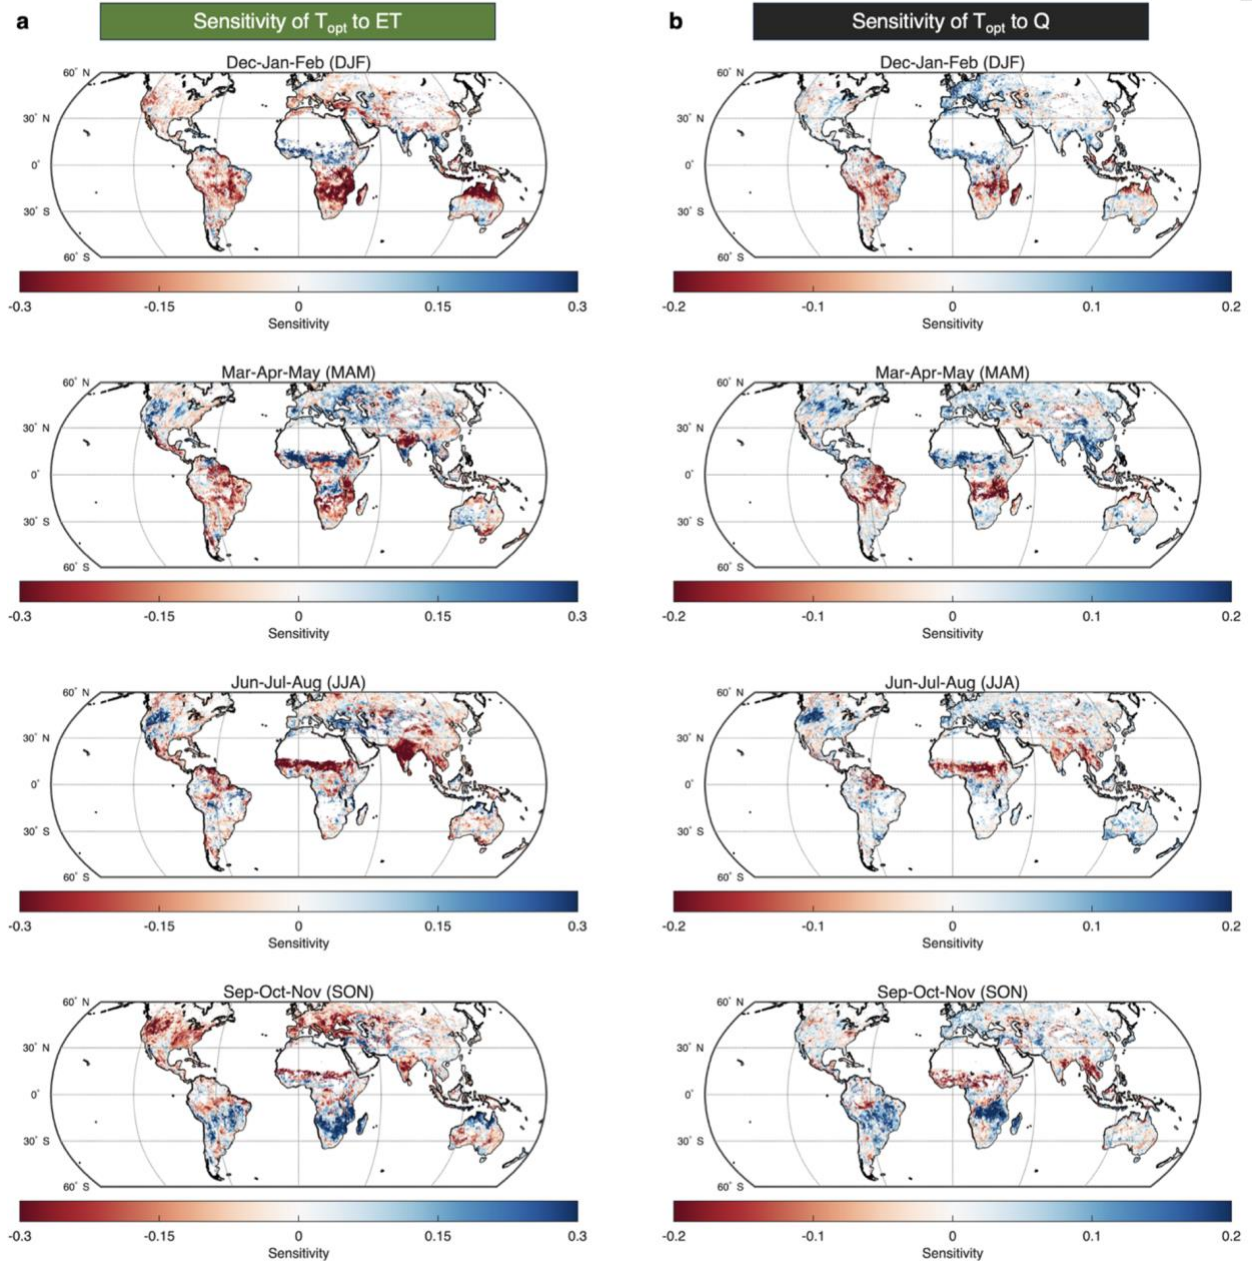 a
Sensitivity of Topt to ET
b
Sensitivity of Topt to Q
Dec-Jan-Feb (DJF)
60° N
30° N
0°
30° S
60° S
-0.3 -0.15 0 0.15 0.3
Sensitivity
Dec-Jan-Feb (DJF)
60° N
30° N
0°
30° S
60° S
-0.2 -0.1 0 0.1 0.2
Sensitivity
Mar-Apr-May (MAM)
60° N
30° N
0°
30° S
60° S
-0.3 -0.15 0 0.15 0.3
Sensitivity
Mar-Apr-May (MAM)
60° N
30° N
0°
30° S
60° S
-0.2 -0.1 0 0.1 0.2
Sensitivity
Jun-Jul-Aug (JJA)
60° N
30° N
0°
30° S
60° S
-0.3 -0.15 0 0.15 0.3
Sensitivity
Jun-Jul-Aug (JJA)
60° N
30° N
0°
30° S
60° S
-0.2 -0.1 0 0.1 0.2
Sensitivity
Sep-Oct-Nov (SON)
60° N
30° N
0°
30° S
60° S
-0.3 -0.15 0 0.15 0.3
Sensitivity
Sep-Oct-Nov (SON)
60° N
30° N
0°
30° S
60° S
-0.2 -0.1 0 0.1 0.2
Sensitivity